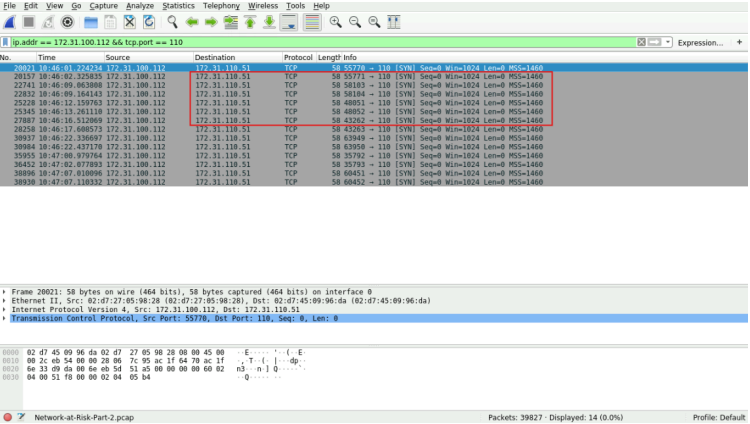 File Edit View Go Capture Analyze Statistics Telephony Wireless Tools Help
ip.addr == 172.31.100.112 && tcp.port == 110 Expression... +
No. Time Source Destination Protocol Length Info
20021 10:46:01.224234 172.31.100.112 172.31.110.51 TCP 58 55770 → 110 [SYN] Seq=0 Win=1024 Len=0 MSS=1460
20157 10:46:02.325835 172.31.100.112 172.31.110.51 TCP 58 55771 → 110 [SYN] Seq=0 Win=1024 Len=0 MSS=1460
22741 10:46:09.063808 172.31.100.112 172.31.110.51 TCP 58 58103 → 110 [SYN] Seq=0 Win=1024 Len=0 MSS=1460
22832 10:46:09.164143 172.31.100.112 172.31.110.51 TCP 58 58104 → 110 [SYN] Seq=0 Win=1024 Len=0 MSS=1460
25228 10:46:12.159763 172.31.100.112 172.31.110.51 TCP 58 48051 → 110 [SYN] Seq=0 Win=1024 Len=0 MSS=1460
25345 10:46:13.261110 172.31.100.112 172.31.110.51 TCP 58 48052 → 110 [SYN] Seq=0 Win=1024 Len=0 MSS=1460
27887 10:46:16.512069 172.31.100.112 172.31.110.51 TCP 58 43262 → 110 [SYN] Seq=0 Win=1024 Len=0 MSS=1460
28258 10:46:17.608573 172.31.100.112 172.31.110.51 TCP 58 43263 → 110 [SYN] Seq=0 Win=1024 Len=0 MSS=1460
30937 10:46:22.336697 172.31.100.112 172.31.110.51 TCP 58 63949 → 110 [SYN] Seq=0 Win=1024 Len=0 MSS=1460
30984 10:46:22.437170 172.31.100.112 172.31.110.51 TCP 58 63950 → 110 [SYN] Seq=0 Win=1024 Len=0 MSS=1460
35955 10:47:00.979764 172.31.100.112 172.31.110.51 TCP 58 35792 → 110 [SYN] Seq=0 Win=1024 Len=0 MSS=1460
36452 10:47:02.077893 172.31.100.112 172.31.110.51 TCP 58 35793 → 110 [SYN] Seq=0 Win=1024 Len=0 MSS=1460
38896 10:47:07.010096 172.31.100.112 172.31.110.51 TCP 58 60451 → 110 [SYN] Seq=0 Win=1024 Len=0 MSS=1460
38930 10:47:07.110332 172.31.100.112 172.31.110.51 TCP 58 60452 → 110 [SYN] Seq=0 Win=1024 Len=0 MSS=1460
Frame 20021: 58 bytes on wire (464 bits), 58 bytes captured (464 bits) on interface 0
Ethernet II, Src: 02:d7:27:05:98:28 (02:d7:27:05:98:28), Dst: 02:d7:45:09:96:da (02:d7:45:09:96:da)
Internet Protocol Version 4, Src: 172.31.100.112, Dst: 172.31.110.51
Transmission Control Protocol, Src Port: 55770, Dst Port: 110, Seq: 0, Len: 0
0000 02 d7 45 09 96 da 02 d7 27 05 98 28 08 00 45 00 ··E····· '··(··E·
0010 00 2c eb 54 00 00 28 06 7c 95 ac 1f 64 70 ac 1f ·,·T··(· |···dp··
0020 6e 33 d9 da 00 6e eb 5d 51 a5 00 00 00 00 60 02 n3···n·] Q·····`·
0030 04 00 51 f8 00 00 02 04 05 b4 ··Q····· ··
Network-at-Risk-Part-2.pcap Packets: 39827 · Displayed: 14 (0.0%) Profile: Default